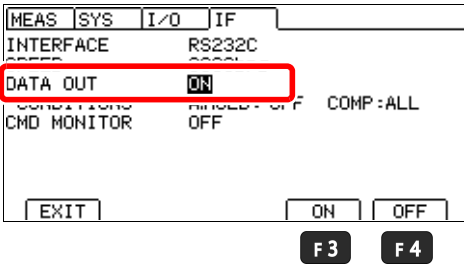 MEAS SYS I/O IF
INTERFACE RS232C
DATA OUT ON
COMP:ALL
CMD MONITOR OFF
EXIT ON OFF
F3 F4